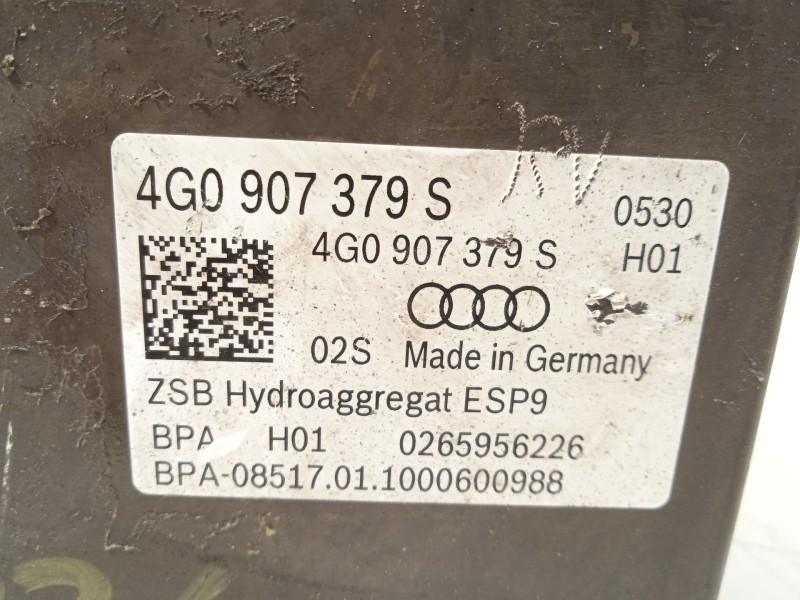 4G0 907 379 S
0530
4G0 907 379 S
H01
02S Made in Germany
ZSB Hydroaggregat ESP9
BPA H01 0265956226
BPA-08517.01.1000600988